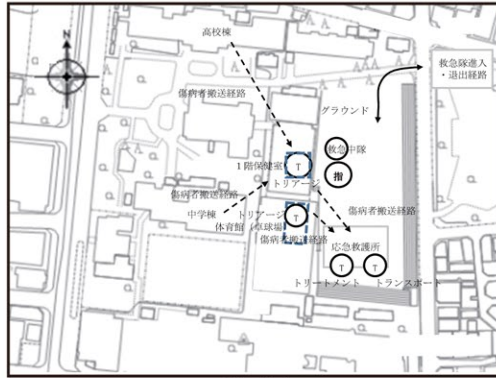 高校棟
N
救急隊進入
・退出経路
傷病者搬送経路
グラウンド
救急中隊
1階保健室
T
指
トリアージ
傷病者搬送経路
中学棟
トリアージ
T
体育館(卓球場)
傷病者搬送経路
傷病者搬送経路
応急救護所
T
T
トリートメント
トランスポート